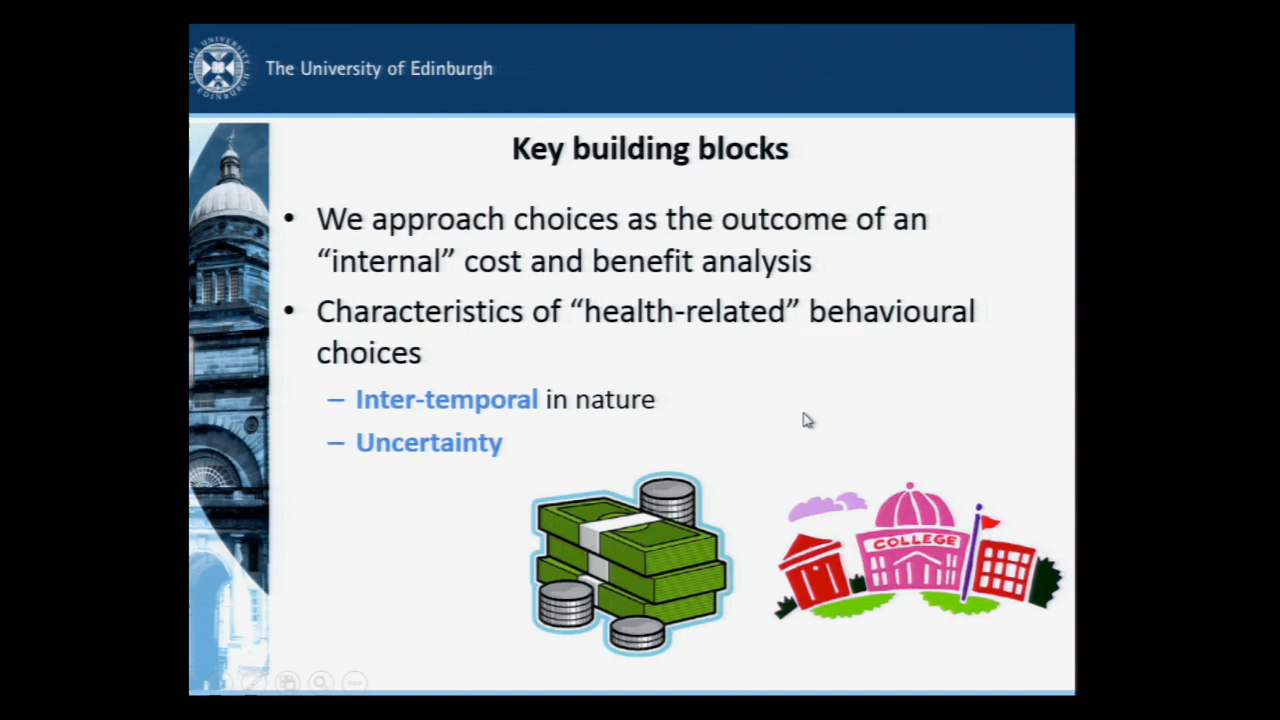 The University of Edinburgh
Key building blocks
• We approach choices as the outcome of an
“internal” cost and benefit analysis
• Characteristics of “health-related” behavioural
choices
– Inter-temporal in nature
– Uncertainty
COLLEGE